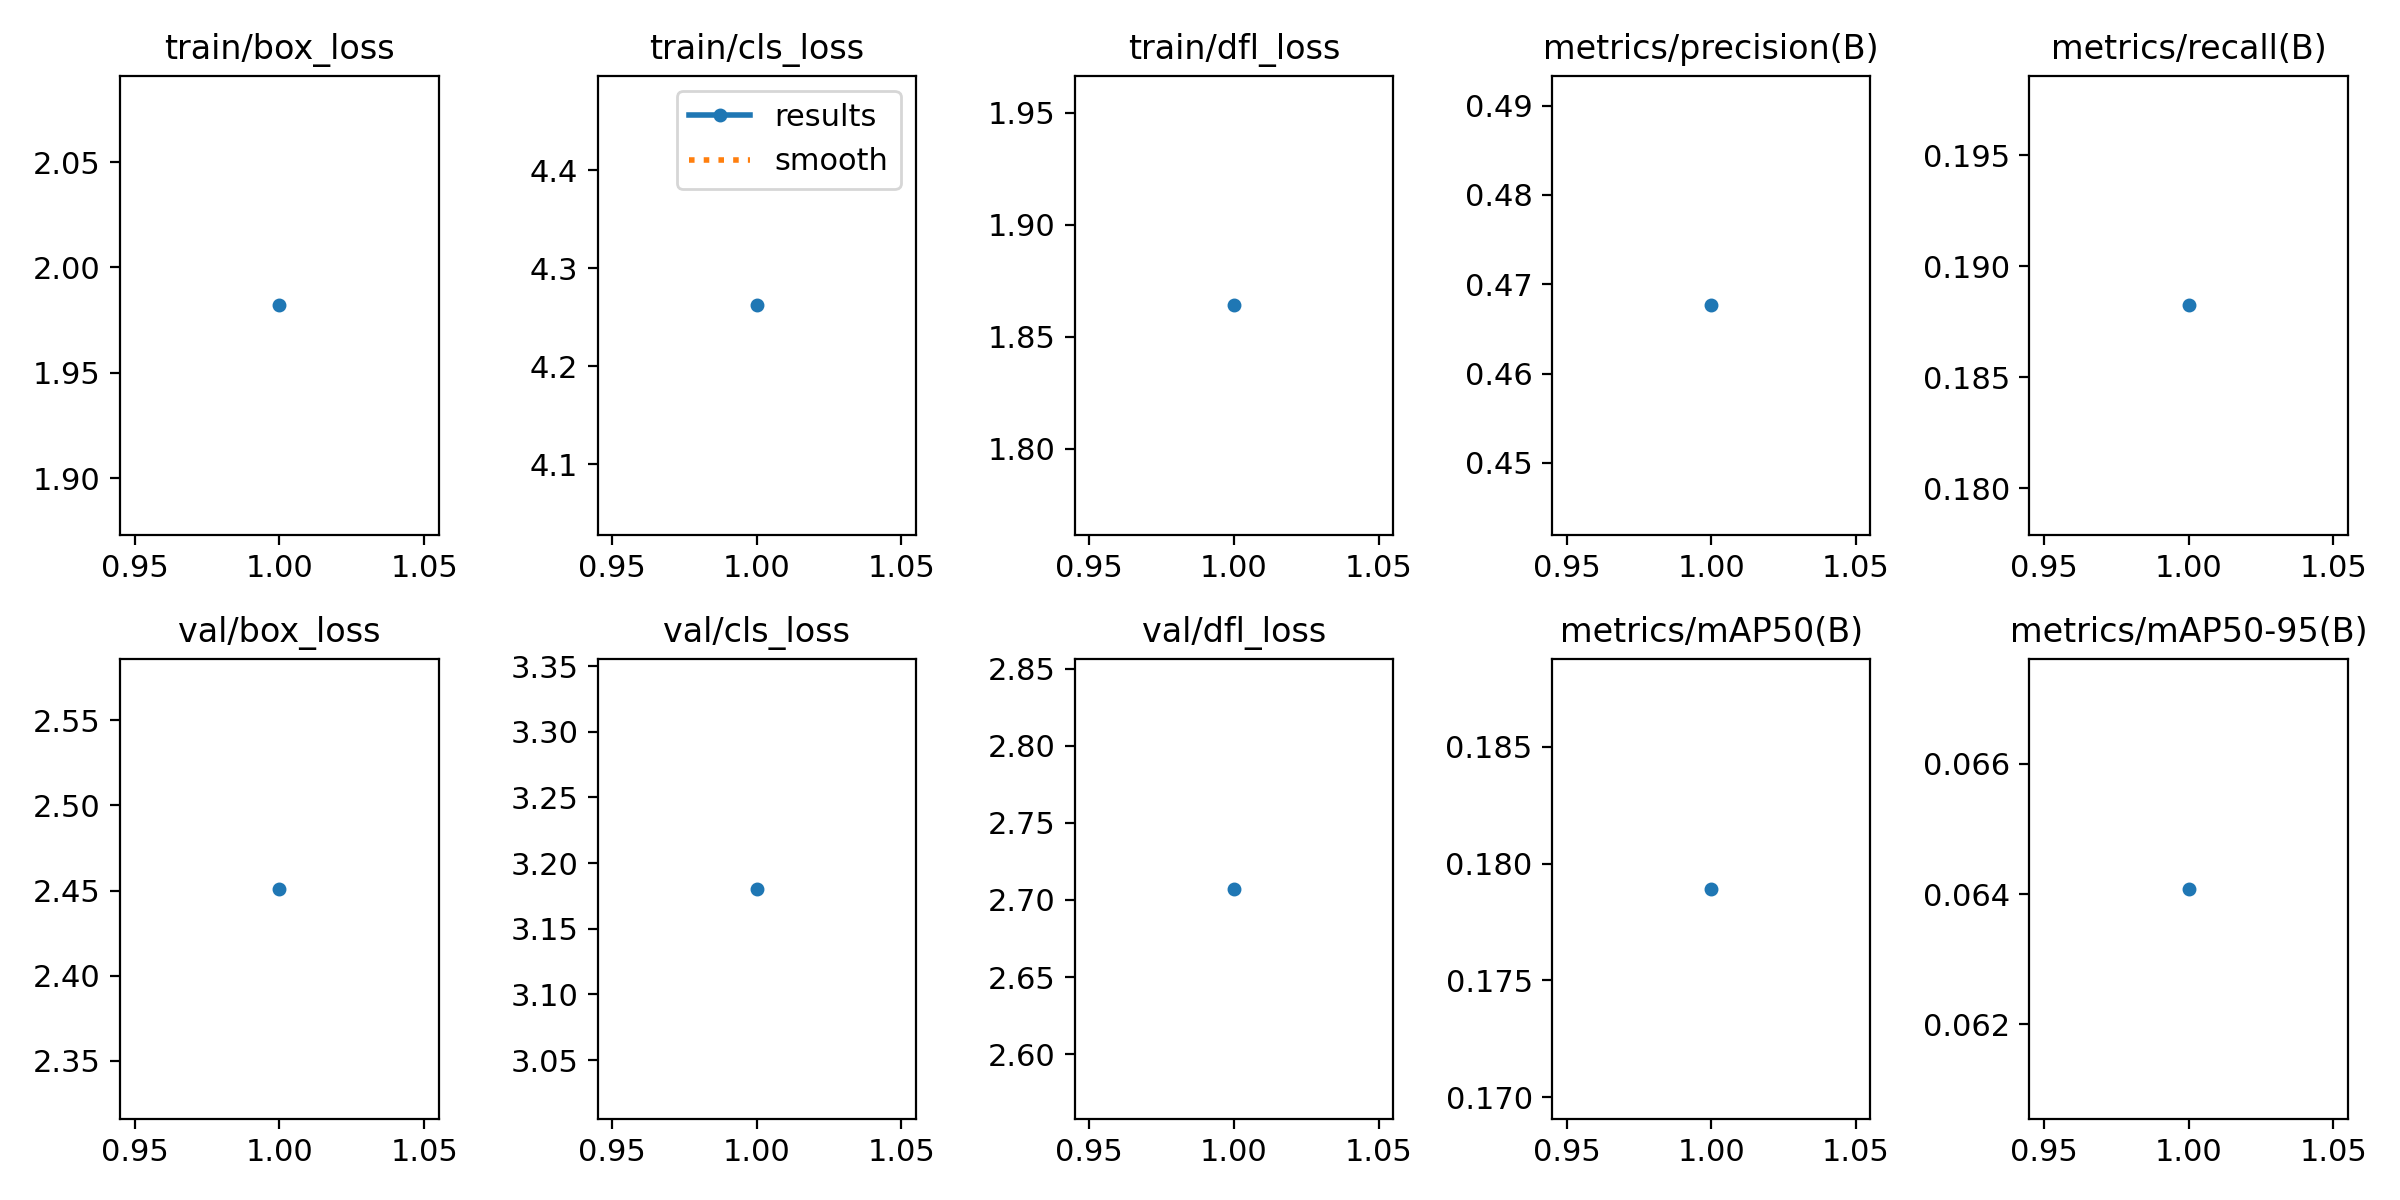 train/box_loss
2.05
2.00
1.95
1.90
0.95 1.00 1.05
train/cls_loss
results
smooth
4.4
4.3
4.2
4.1
0.95 1.00 1.05
train/dfl_loss
1.95
1.90
1.85
1.80
0.95 1.00 1.05
metrics/precision(B)
0.49
0.48
0.47
0.46
0.45
0.95 1.00 1.05
metrics/recall(B)
0.195
0.190
0.185
0.180
0.95 1.00 1.05
val/box_loss
2.55
2.50
2.45
2.40
2.35
0.95 1.00 1.05
val/cls_loss
3.35
3.30
3.25
3.20
3.15
3.10
3.05
0.95 1.00 1.05
val/dfl_loss
2.85
2.80
2.75
2.70
2.65
2.60
0.95 1.00 1.05
metrics/mAP50(B)
0.185
0.180
0.175
0.170
0.95 1.00 1.05
metrics/mAP50-95(B)
0.066
0.064
0.062
0.95 1.00 1.05